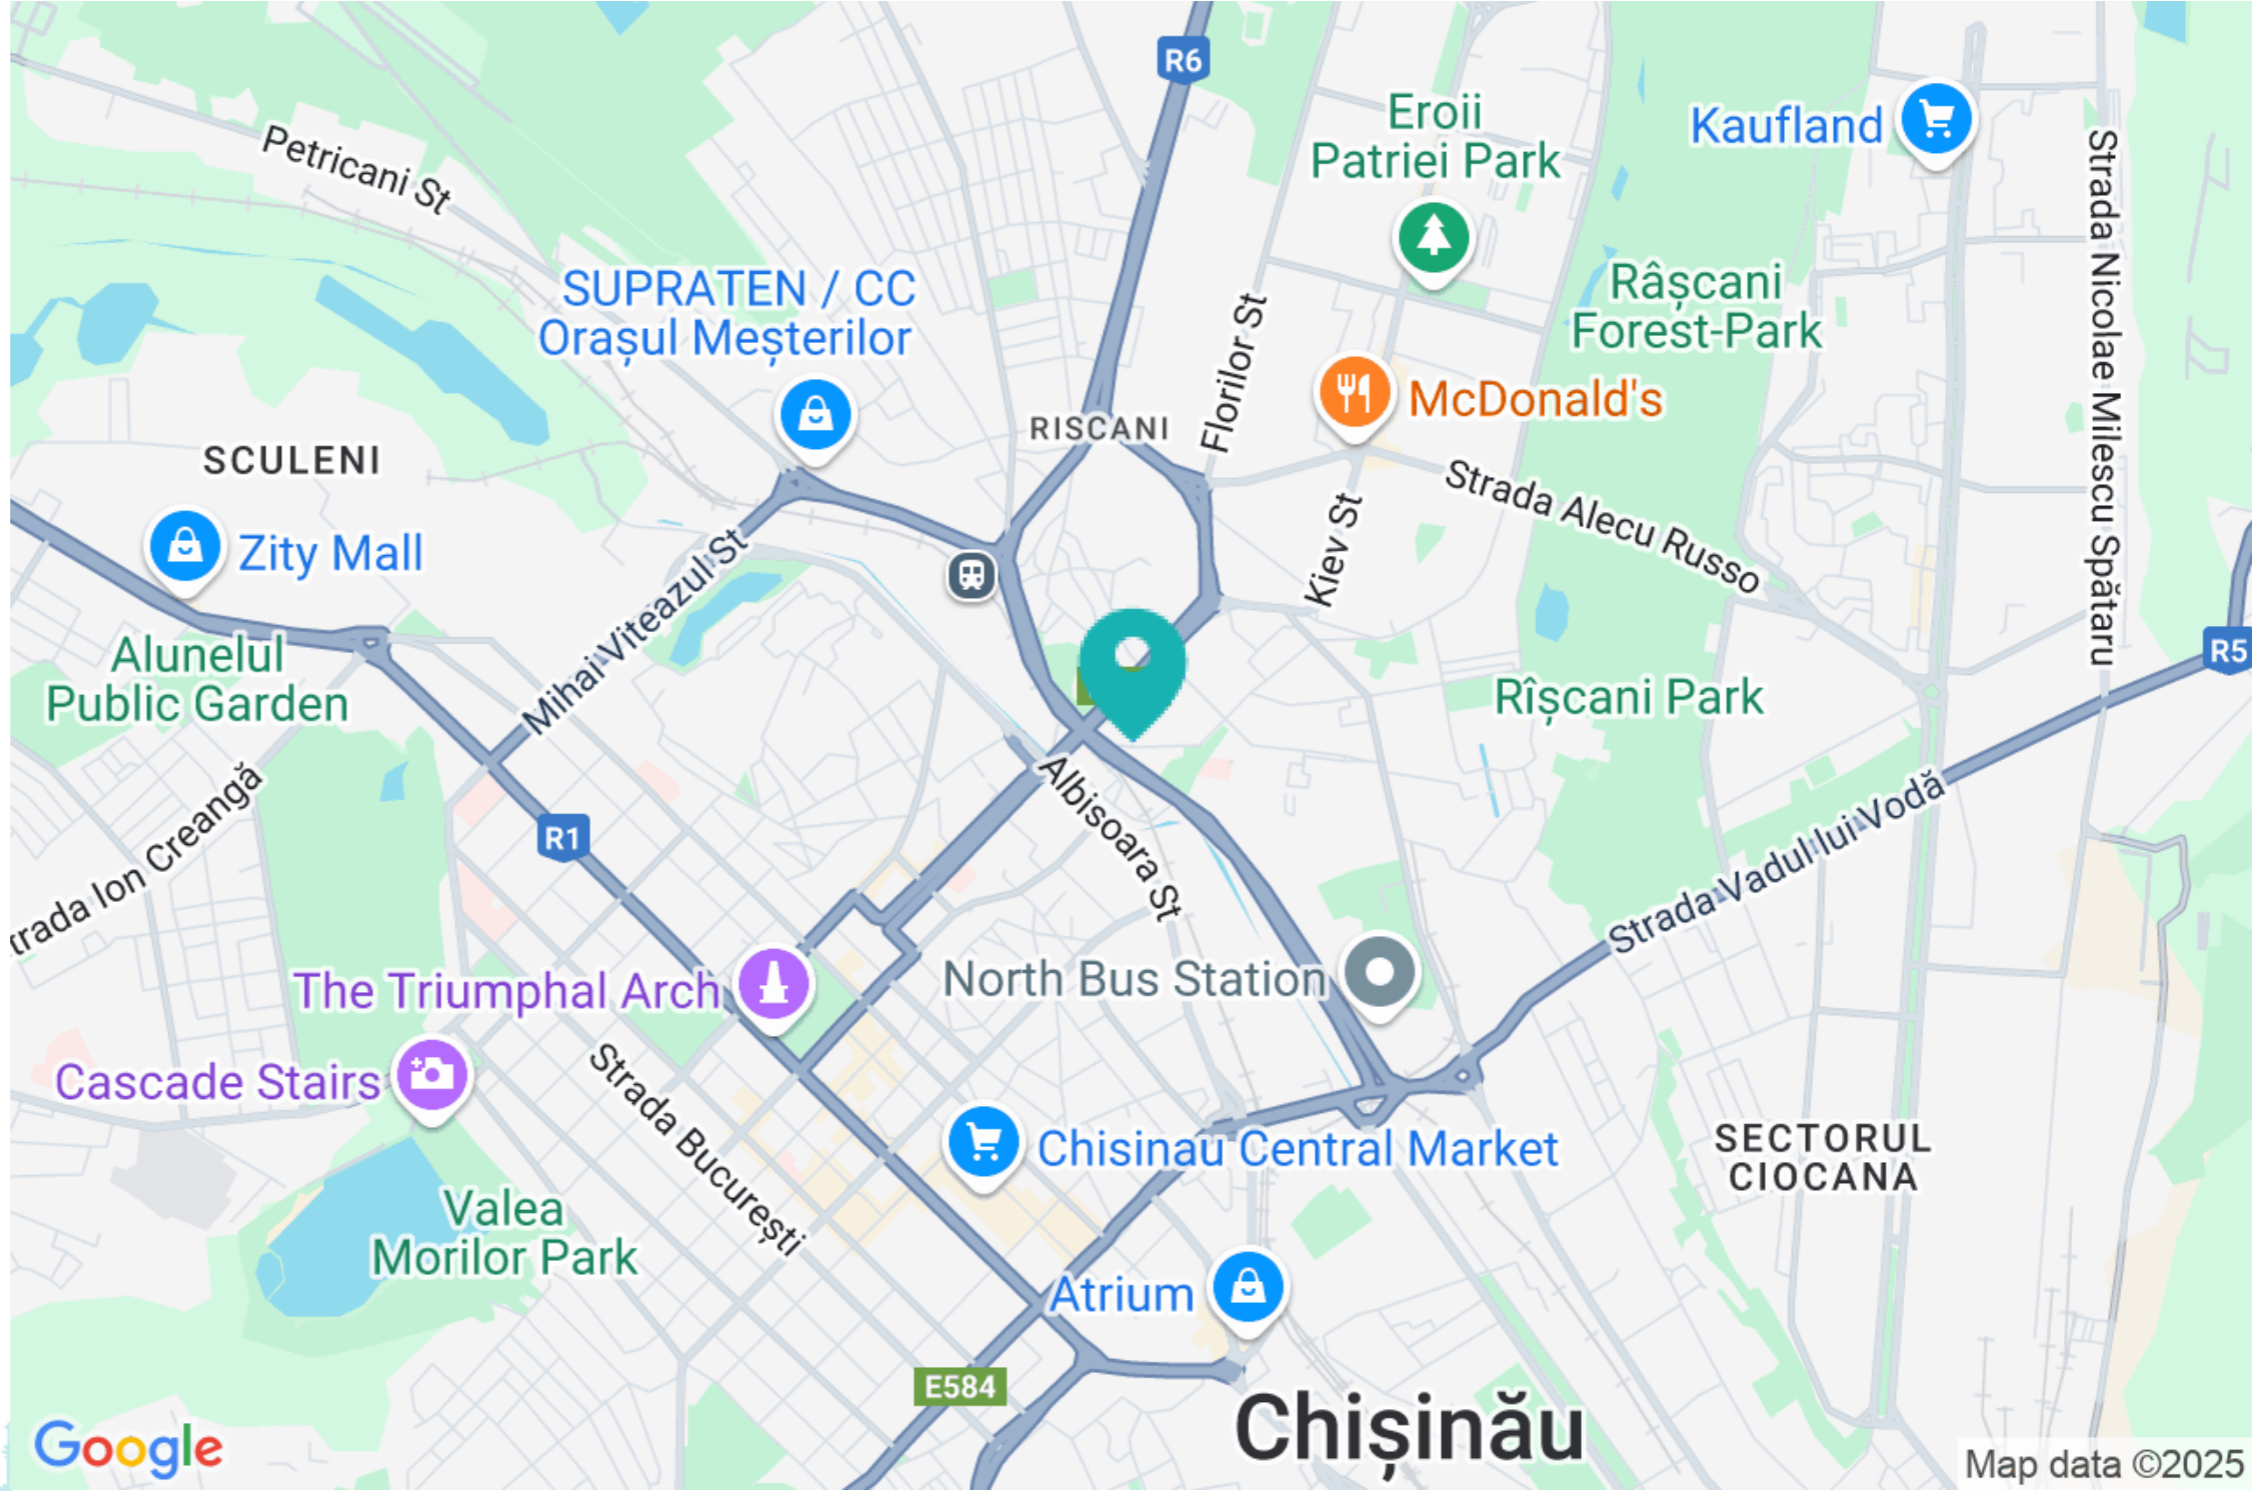 R6
Eroii
Patriei Park
Kaufland
Petricani St
Strada Nicolae Milescu Spătaru
SUPRATEN / CC
Orașul Meșterilor
Râșcani
Forest-Park
Florilor St
McDonald's
RISCANI
SCULENI
Strada Alecu Russo
Zity Mall
Kiev St
Mihai Viteazul St
Alunelul
Public Garden
R5
Rîșcani Park
Albisoara St
Strada Vadul lui Vodă
trada Ion Creangă
R1
The Triumphal Arch
North Bus Station
Cascade Stairs
Strada București
Chisinau Central Market
SECTORUL
CIOCANA
Valea
Morilor Park
Atrium
E584
Chișinău
Google
Map data ©2025